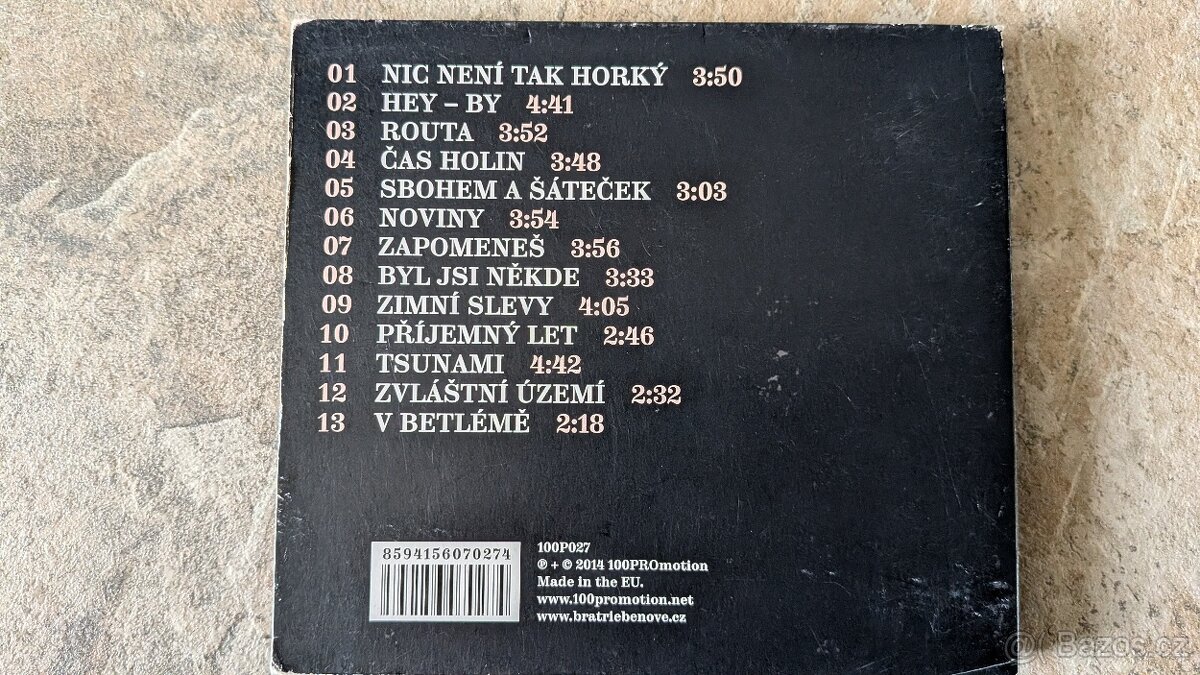 01 NIC NENÍ TAK HORKÝ 3:50
02 HEY – BY 4:41
03 ROUTA 3:52
04 ČAS HOLIN 3:48
05 SBOHEM A ŠÁTEČEK 3:03
06 NOVINY 3:54
07 ZAPOMENEŠ 3:56
08 BYL JSI NĚKDE 3:33
09 ZIMNÍ SLEVY 4:05
10 PŘÍJEMNÝ LET 2:46
11 TSUNAMI 4:42
12 ZVLÁŠTNÍ ÚZEMÍ 2:32
13 V BETLÉMĚ 2:18
8594156070274
100P027
℗ + © 2014 100PROmotion
Made in the EU.
www.100promotion.net
www.bratriebenove.cz
Bazos.cz